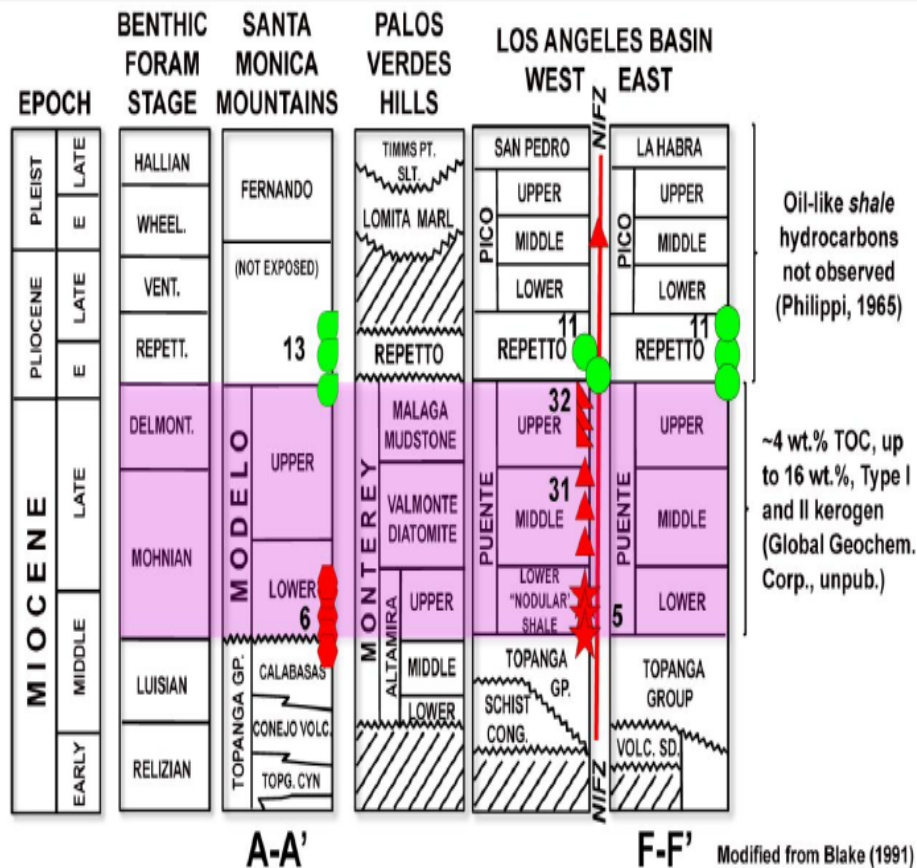 BENTHIC
FORAM
STAGE
SANTA
MONICA
MOUNTAINS
PALOS
VERDES
HILLS
LOS ANGELES BASIN
WEST
EAST
EPOCH
NIFZ
PLEIST
LATE
E
PLIOCENE
LATE
E
MIOCENE
LATE
MIDDLE
EARLY
HALLIAN
WHEEL.
VENT.
REPETT.
DELMONT.
MOHNIAN
LUISIAN
RELIZIAN
FERNANDO
(NOT EXPOSED)
13
MODELO
UPPER
LOWER
6
TOPANGA GP.
CALABASAS
CONEJO VOLC.
TOPG. CYN
TIMMS PT.
SLT.
LOMITA MARL
REPETTO
MONTEREY
MALAGA
MUDSTONE
VALMONTE
DIATOMITE
ALTAMIRA
UPPER
MIDDLE
LOWER
SAN PEDRO
PICO
UPPER
MIDDLE
LOWER
11
REPETTO
PUENTE
32
UPPER
31
MIDDLE
LOWER
"NODULAR'
SHALE
TOPANGA
GP.
SCHIST
CONG.
NIFZ
LA HABRA
PICO
UPPER
MIDDLE
LOWER
11
REPETTO
PUENTE
UPPER
MIDDLE
LOWER
5
TOPANGA
GROUP
VOLC. SD.
Oil-like shale
hydrocarbons
not observed
(Philippi, 1965)
~4 wt.% TOC, up
to 16 wt.%, Type I
and II kerogen
(Global Geochem.
Corp., unpub.)
A-A'
F-F'
Modified from Blake (1991)